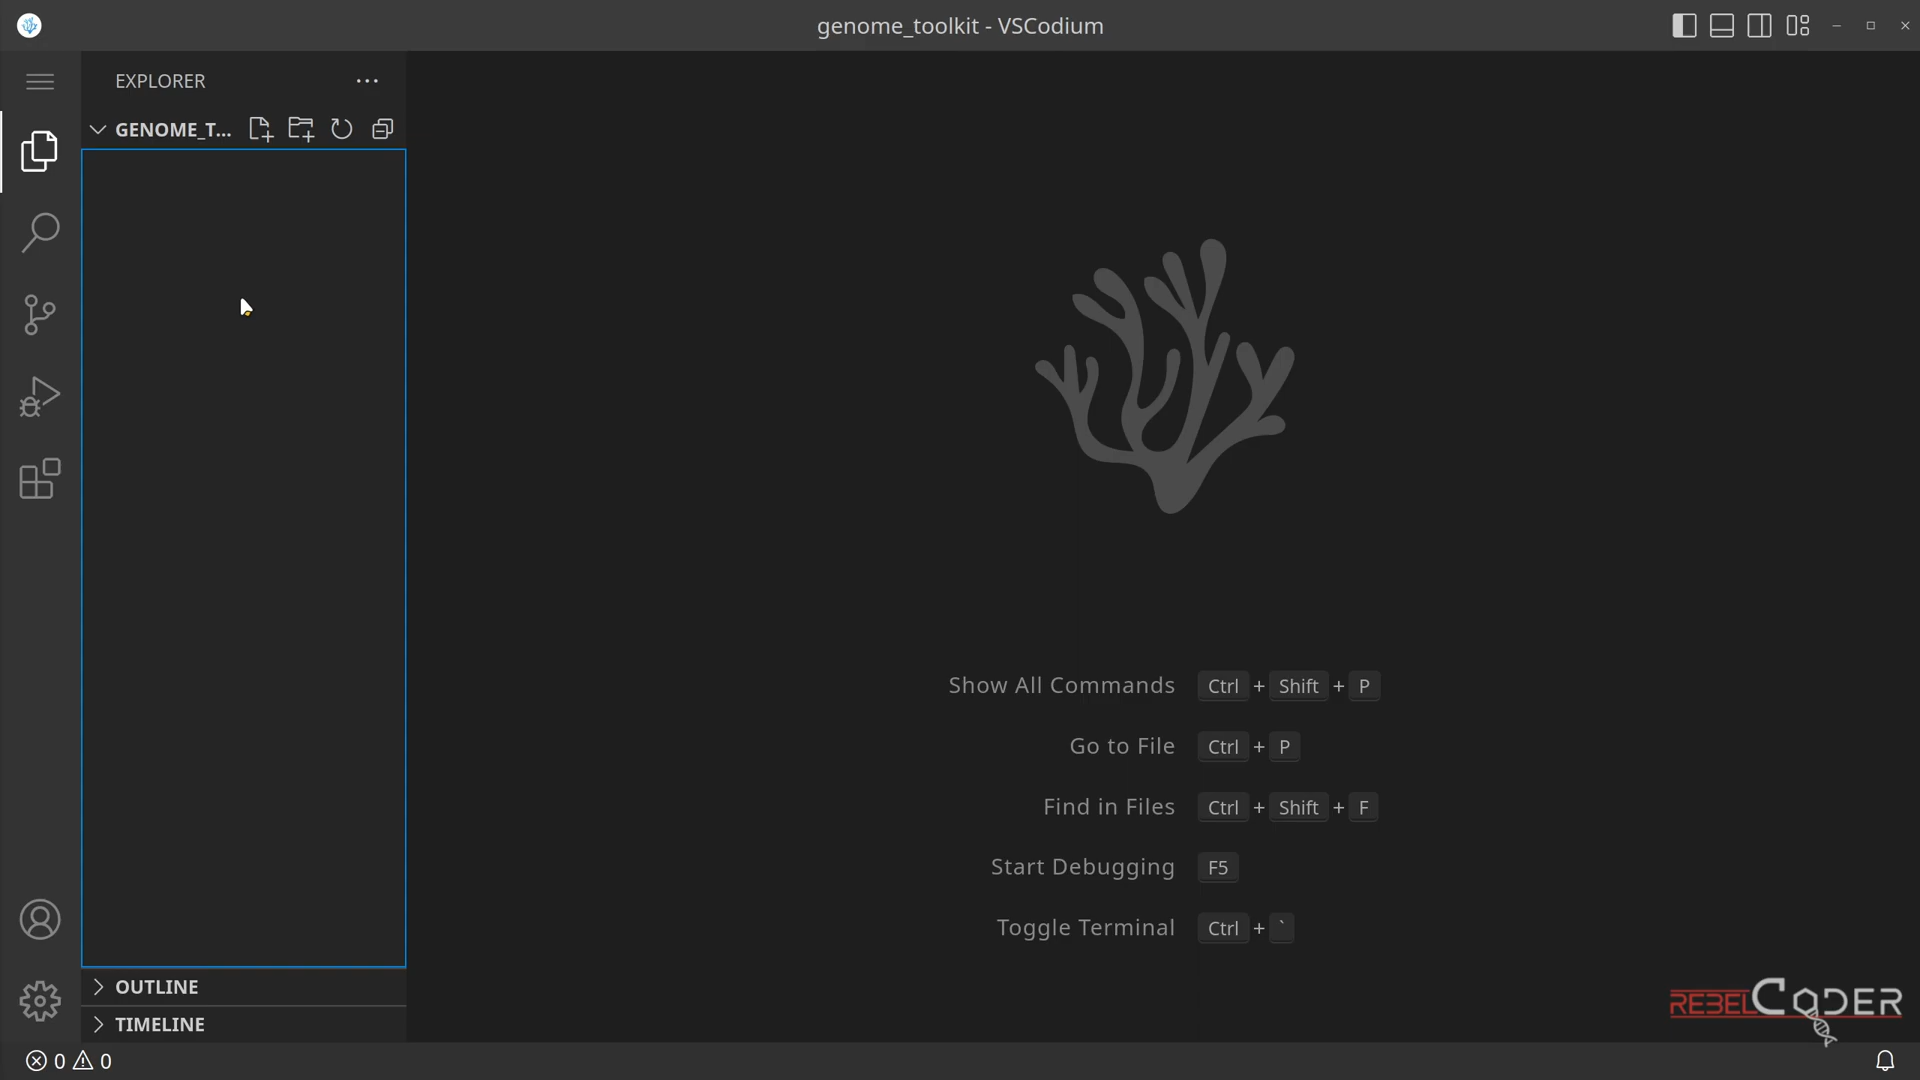 genome_toolkit - VSCodium
EXPLORER
GENOME_T...
Show All Commands Ctrl + Shift + P
Go to File Ctrl + P
Find in Files Ctrl + Shift + F
Start Debugging F5
Toggle Terminal Ctrl + `
OUTLINE
TIMELINE
REBELCODER
0 0